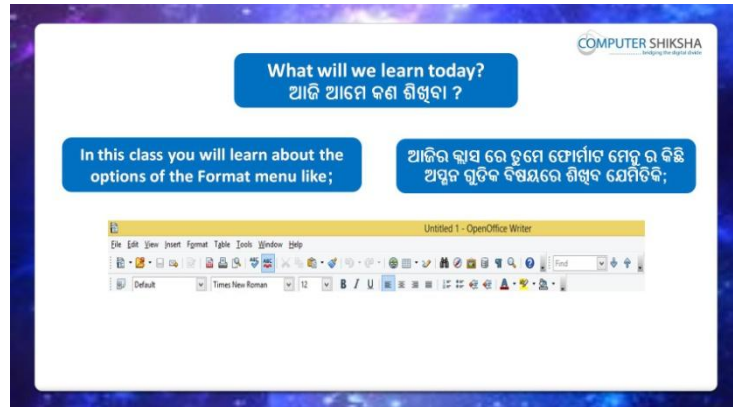 COMPUTER SHIKSHA
bridging the digital divide
What will we learn today?
ଆଜି ଆମେ କଣ ଶିଖିବା ?
In this class you will learn about the
options of the Format menu like;
ଆଜିର କ୍ଲାସ ରେ ତୁମେ ଫୋର୍ମାଟ ମେନୁ ର କିଛି
ଅପ୍ସନ ଗୁଡିକ ବିଷୟରେ ଶିଖିବ ଯେମିତିକି;
Untitled 1 - OpenOffice Writer
File Edit View Insert Format Table Tools Window Help
Find
Default Times New Roman 12 B I U